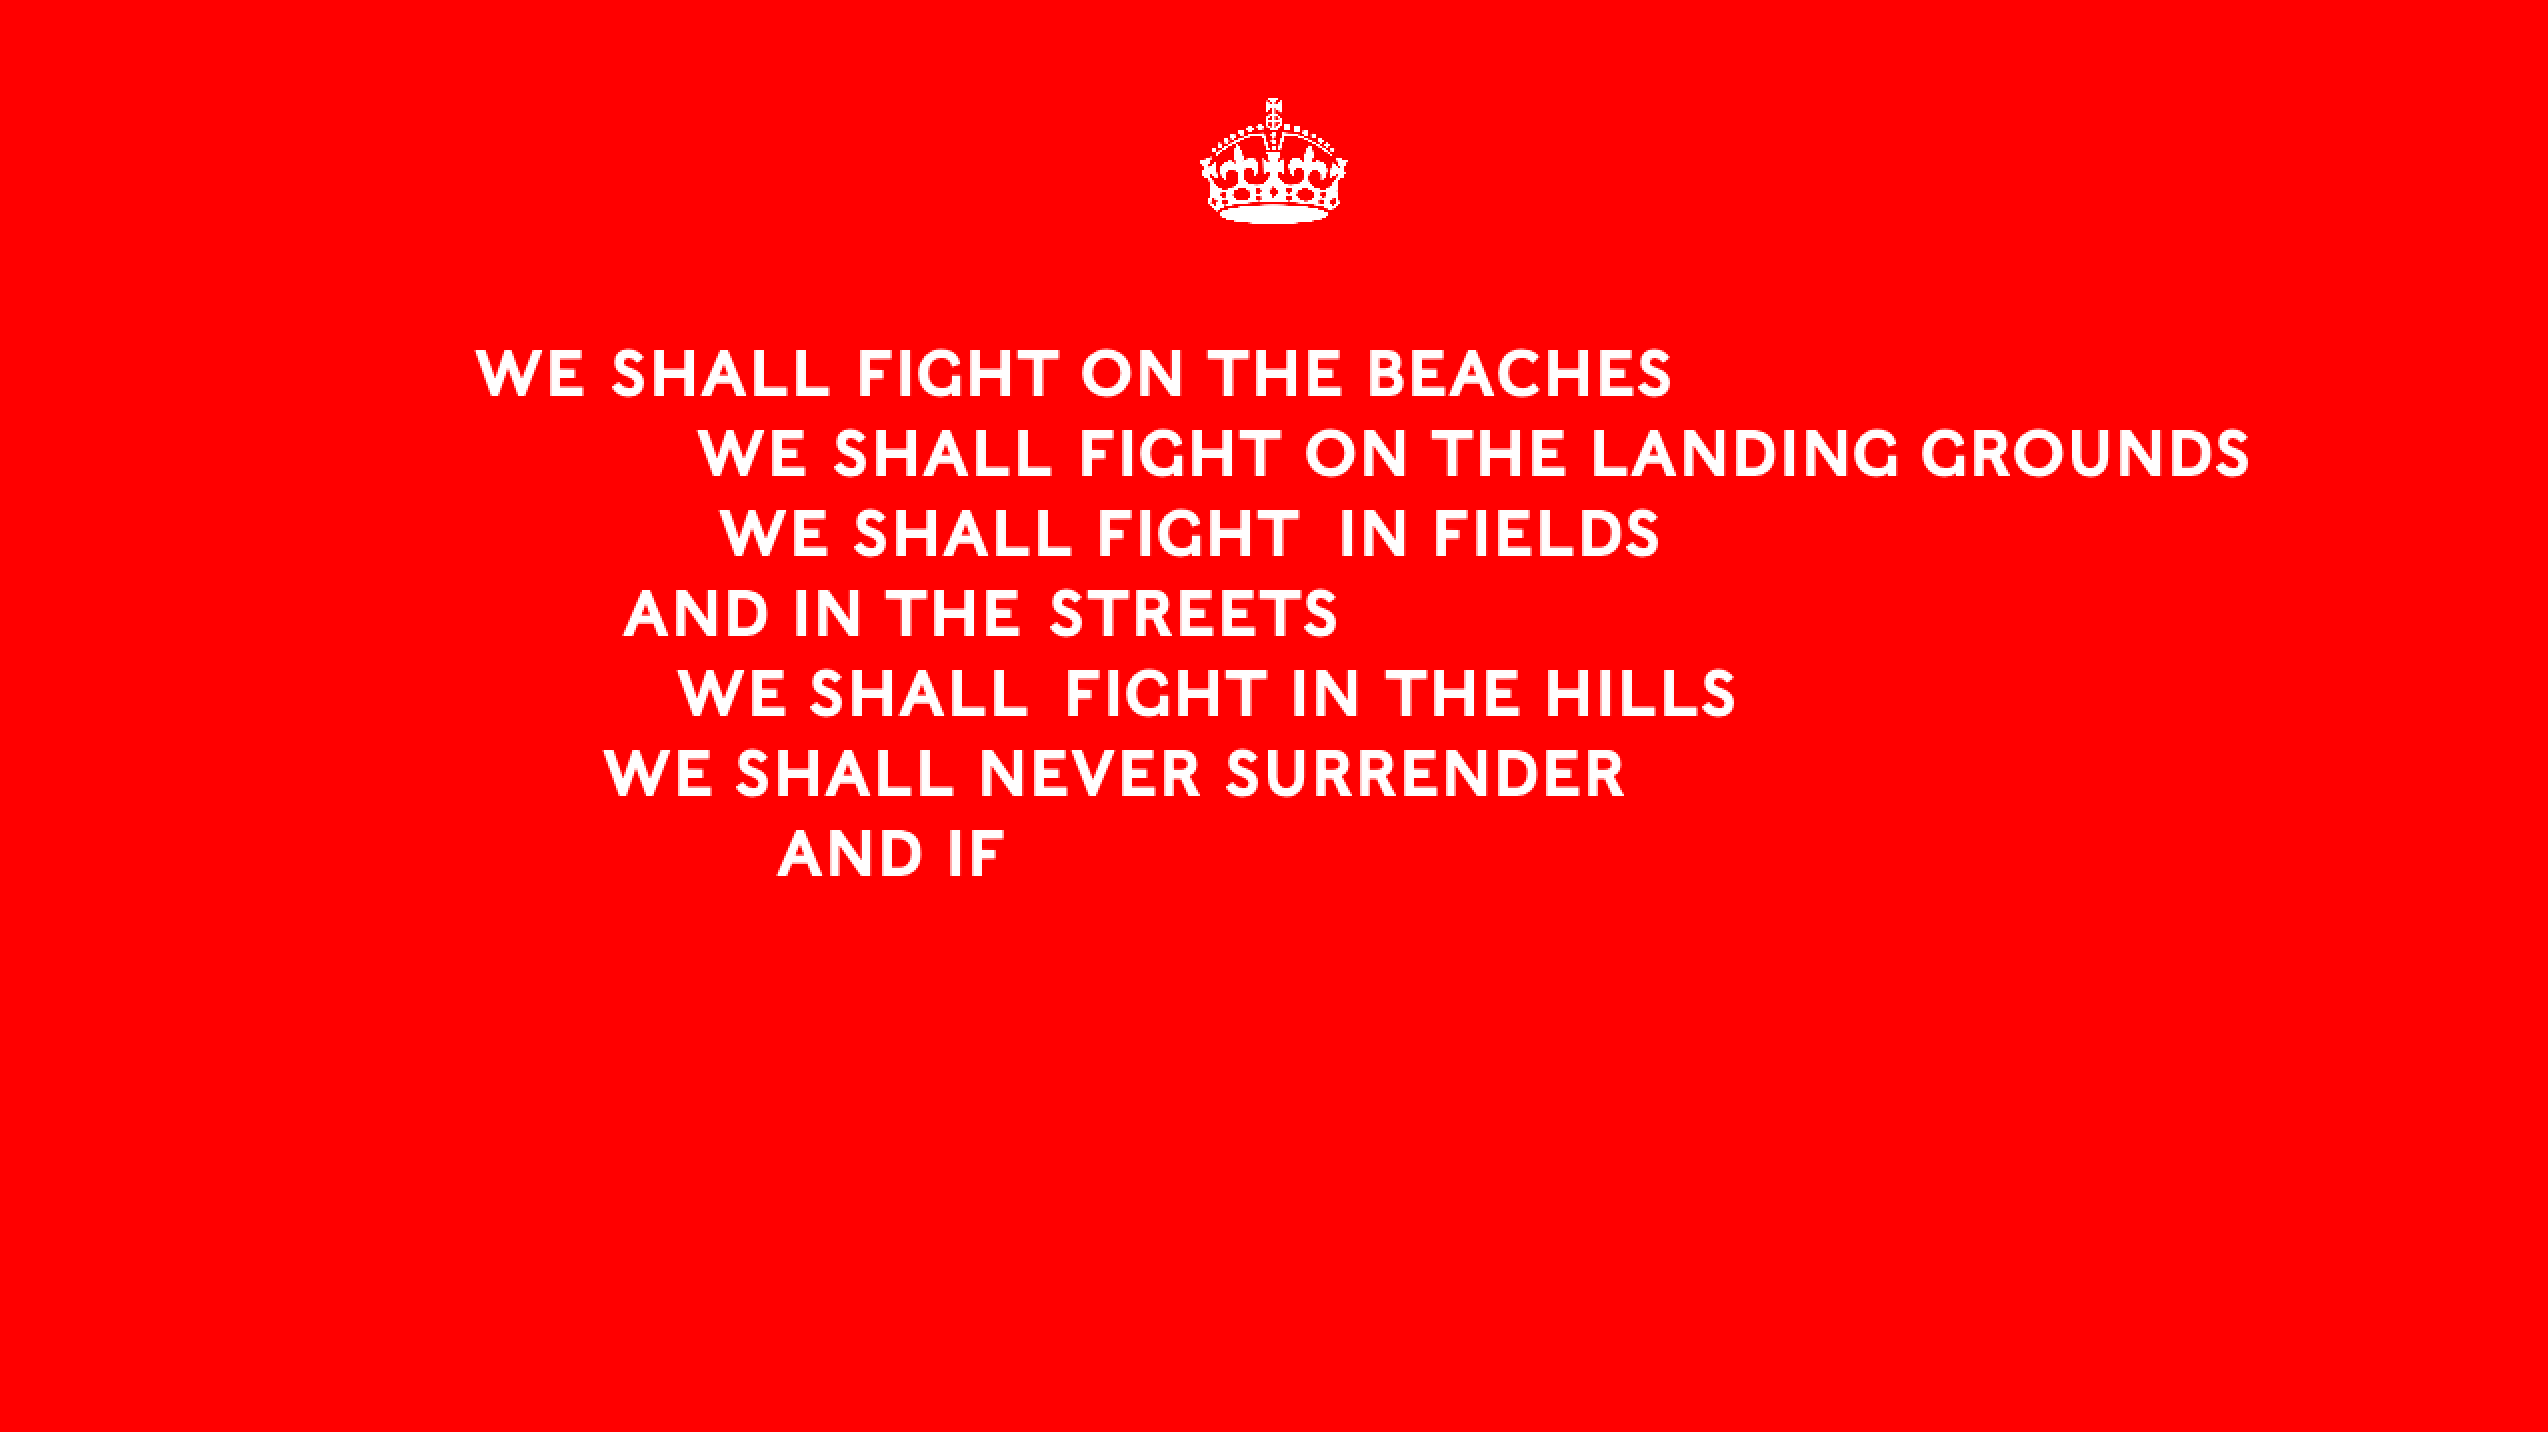 WE SHALL FIGHT ON THE BEACHES
WE SHALL FIGHT ON THE LANDING GROUNDS
WE SHALL FIGHT IN FIELDS
AND IN THE STREETS
WE SHALL FIGHT IN THE HILLS
WE SHALL NEVER SURRENDER
AND IF